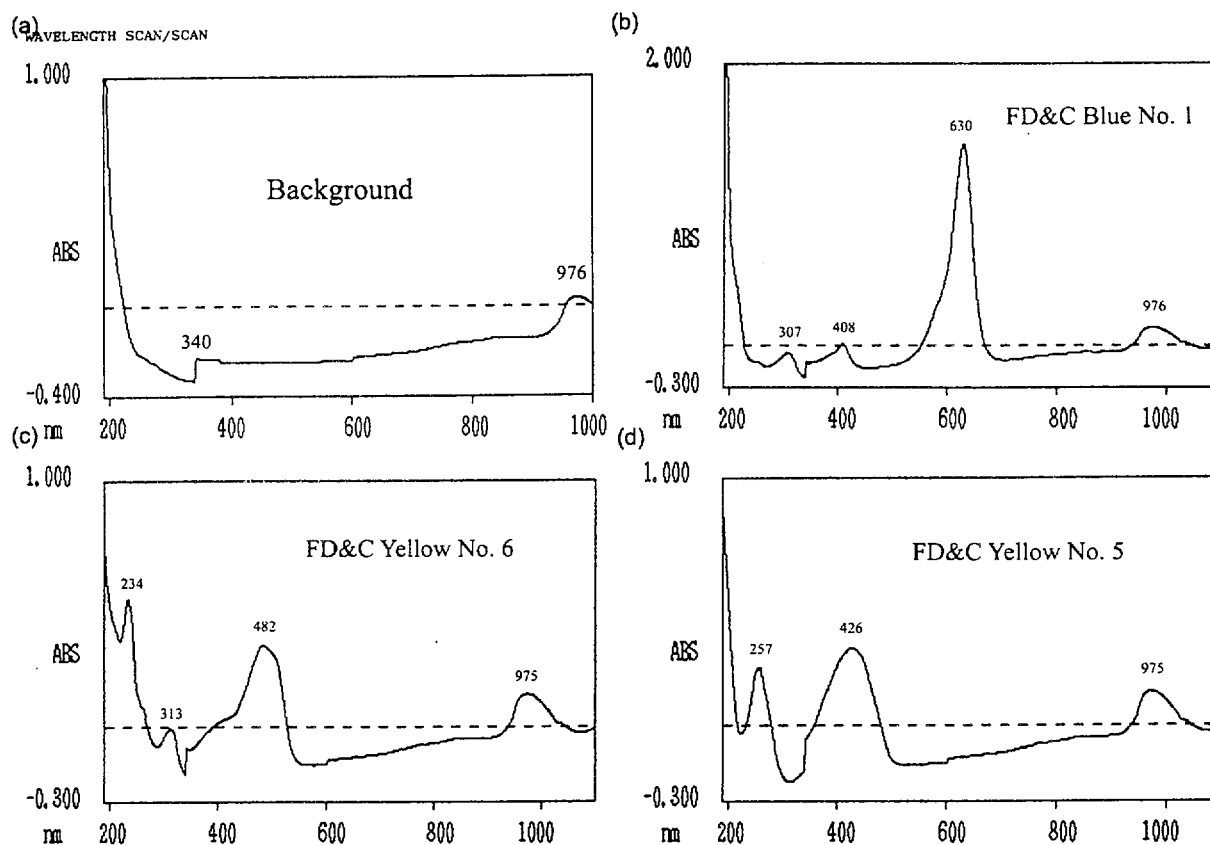 (a)
WAVELENGTH SCAN/SCAN
1.000
Background
ABS
340
976
-0.400
nm
200
400
600
800
1000
(b)
2.000
FD&C Blue No. 1
630
ABS
307
408
976
-0.300
nm
200
400
600
800
1000
(c)
1.000
FD&C Yellow No. 6
234
482
ABS
313
975
-0.300
nm
200
400
600
800
1000
(d)
1.000
FD&C Yellow No. 5
257
426
ABS
975
-0.300
nm
200
400
600
800
1000